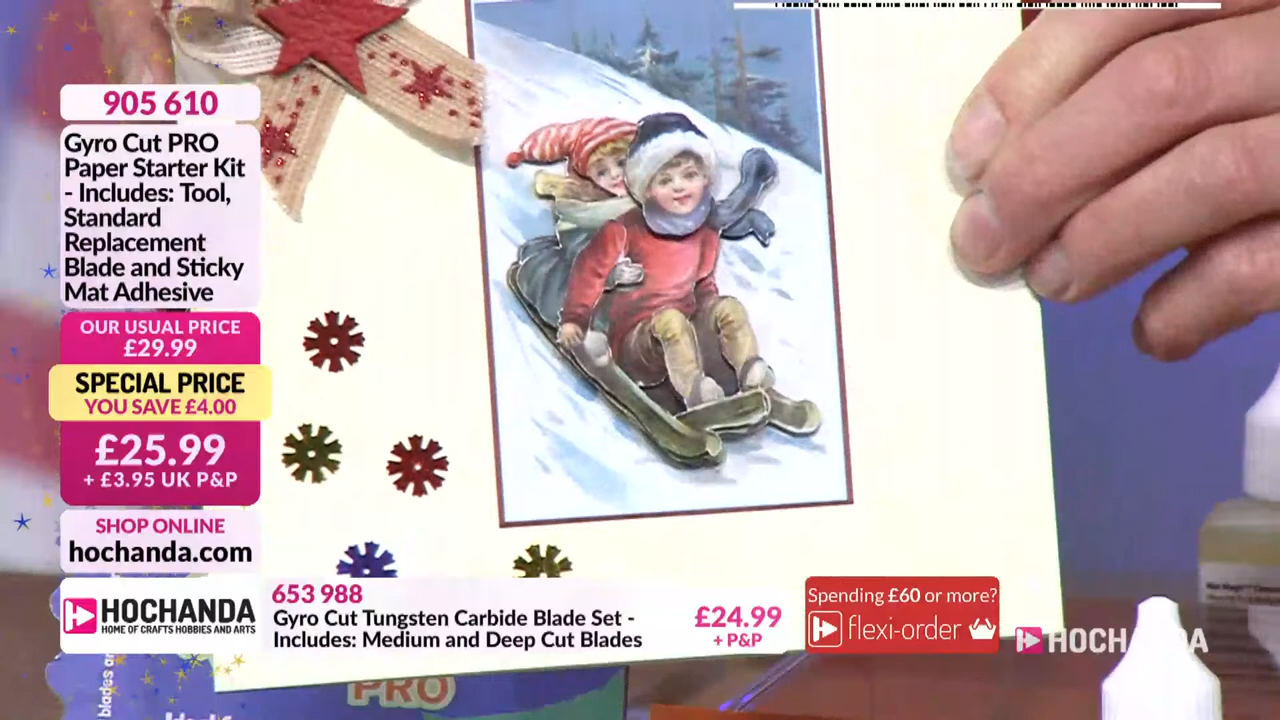 905 610
Gyro Cut PRO
Paper Starter Kit
- Includes: Tool,
Standard
Replacement
Blade and Sticky
Mat Adhesive
OUR USUAL PRICE
£29.99
SPECIAL PRICE
YOU SAVE £4.00
£25.99
+ £3.95 UK P&P
SHOP ONLINE
hochanda.com
HOCHANDA
HOME OF CRAFTS HOBBIES AND ARTS
653 988
Gyro Cut Tungsten Carbide Blade Set -
Includes: Medium and Deep Cut Blades
£24.99
+ P&P
Spending £60 or more?
flexi-order
HOCHANDA
PRO
blades